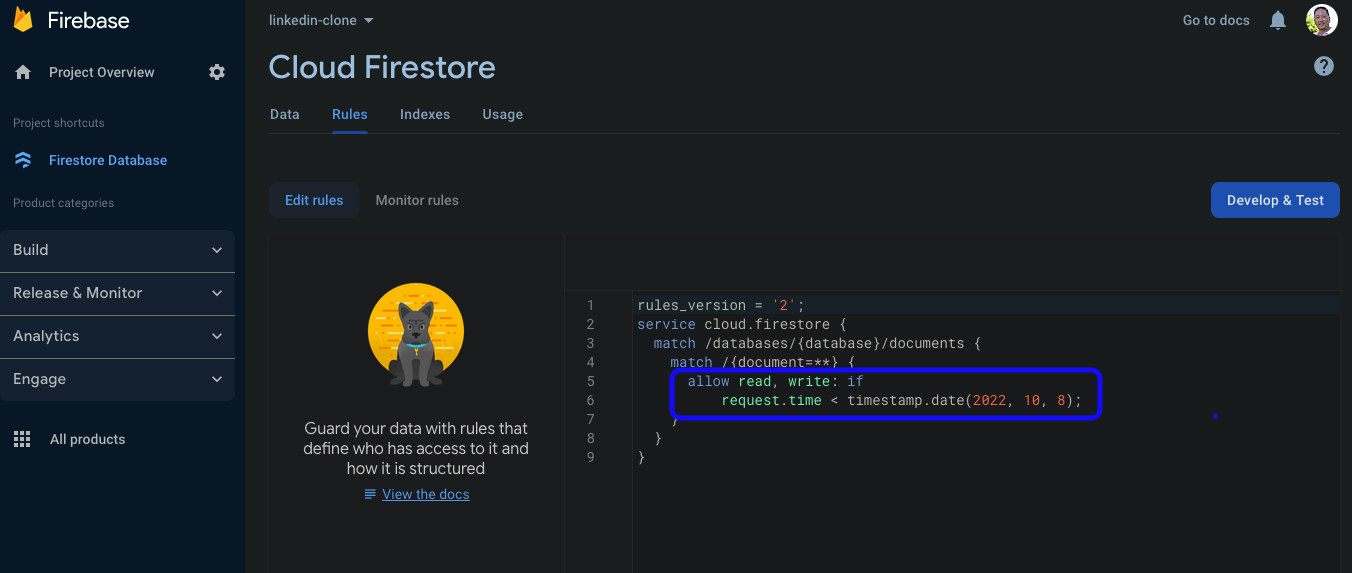 Firebase
linkedin-clone
Go to docs
Project Overview
Cloud Firestore
Data
Rules
Indexes
Usage
Project shortcuts
Firestore Database
Product categories
Build
Release & Monitor
Analytics
Engage
All products
Edit rules
Monitor rules
Develop & Test
Guard your data with rules that
define who has access to it and
how it is structured
View the docs
1 rules_version = '2';
2 service cloud.firestore {
3   match /databases/{database}/documents {
4     match /{document=**} {
5       allow read, write: if
6           request.time < timestamp.date(2022, 10, 8);
7     }
8   }
9 }